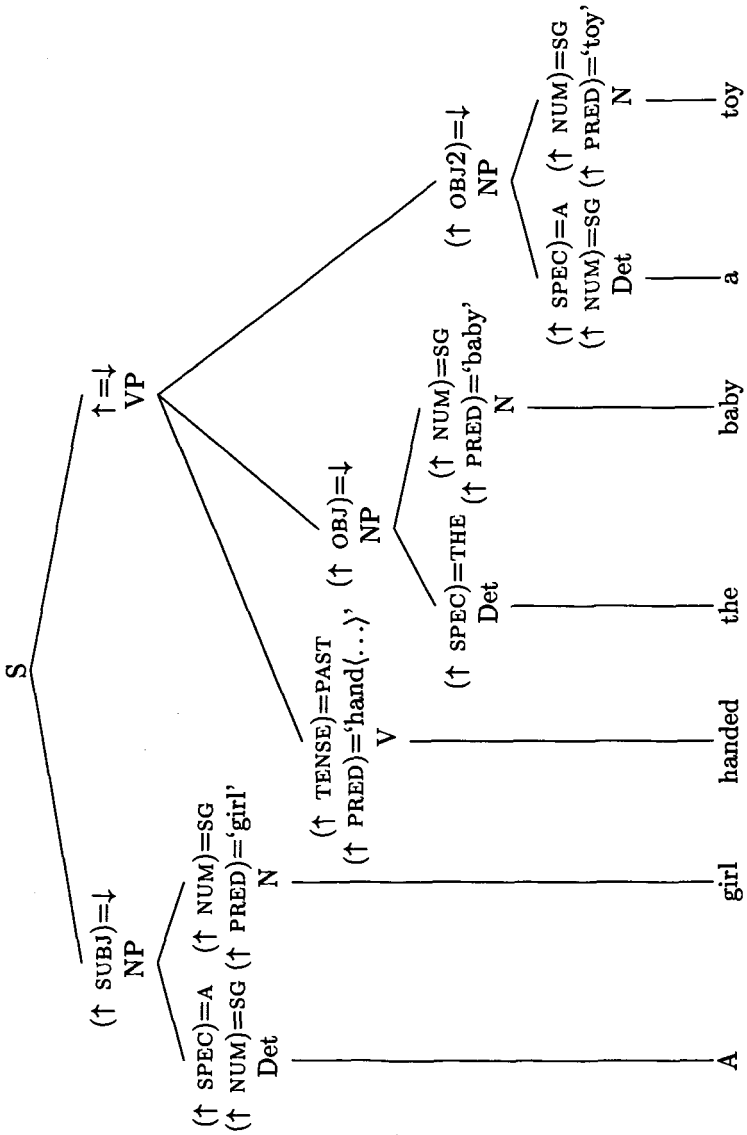 S
(↑ SUBJ)=↓
NP
↑=↓
VP
(↑ SPEC)=A
(↑ NUM)=SG
Det
(↑ NUM)=SG
(↑ PRED)=‘girl’
N
(↑ TENSE)=PAST
(↑ PRED)=‘hand⟨...⟩’
V
(↑ OBJ)=↓
NP
(↑ OBJ2)=↓
NP
(↑ SPEC)=THE
Det
(↑ NUM)=SG
(↑ PRED)=‘baby’
N
(↑ SPEC)=A
(↑ NUM)=SG
Det
(↑ NUM)=SG
(↑ PRED)=‘toy’
N
A girl handed the baby a toy